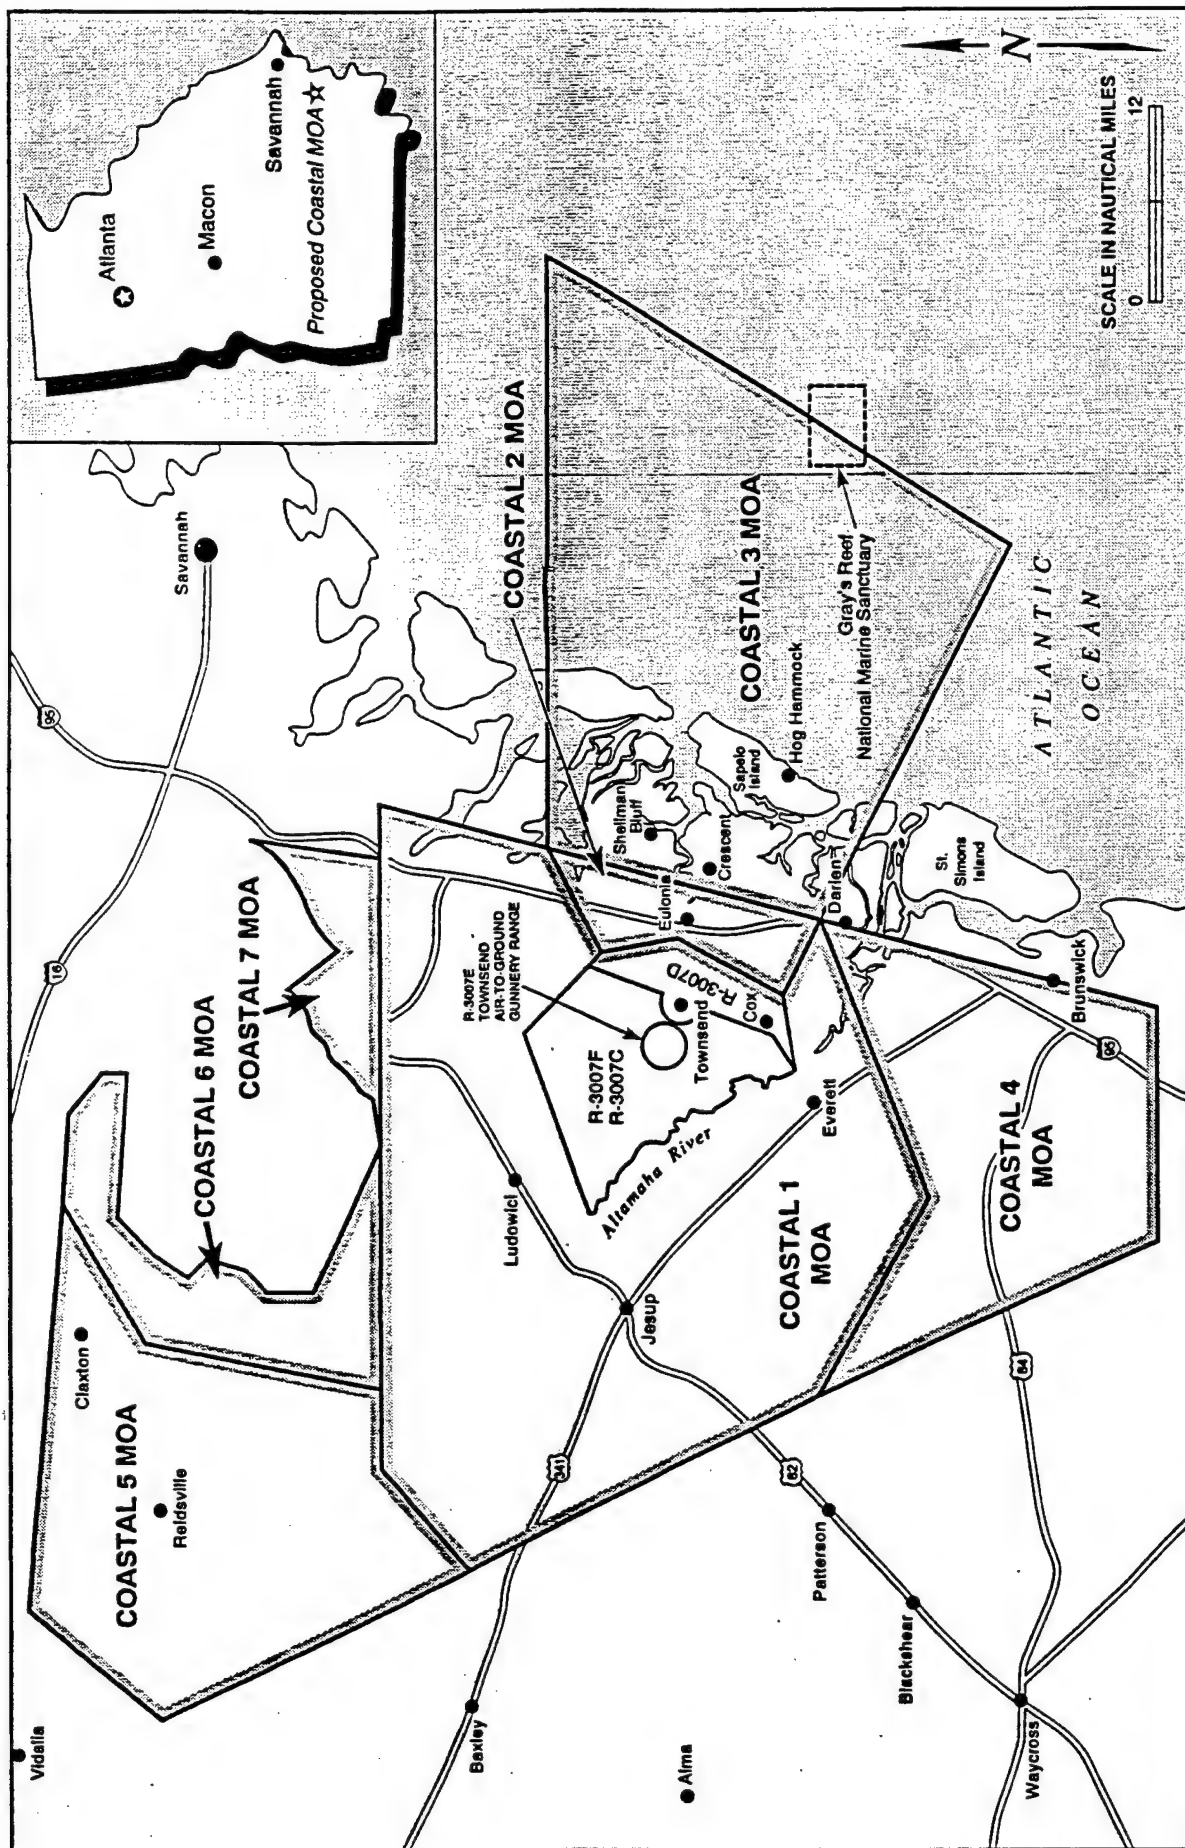 Atlanta
Macon
Savannah
Proposed Coastal MOA
N
SCALE IN NAUTICAL MILES
0 12
Vidalia
16
95
Savannah
Claxton
COASTAL 5 MOA
Reidsville
COASTAL 6 MOA
COASTAL 7 MOA
COASTAL 2 MOA
R-3007E
TOWNSEND
AIR-TO-GROUND
GUNNERY RANGE
R-3007F
R-3007C
Townsend
R-3007D
Cox
Altamaha River
Ludowici
Jesup
Everett
Eulonia
Shellman
Bluff
Crescent
Sapelo
Island
Hog Hammock
Darien
COASTAL 3 MOA
Gray's Reef
National Marine Sanctuary
ATLANTIC
OCEAN
St.
Simons
Island
Brunswick
95
COASTAL 1
MOA
COASTAL 4
MOA
84
341
82
Baxley
Alma
Patterson
Blackshear
Waycross